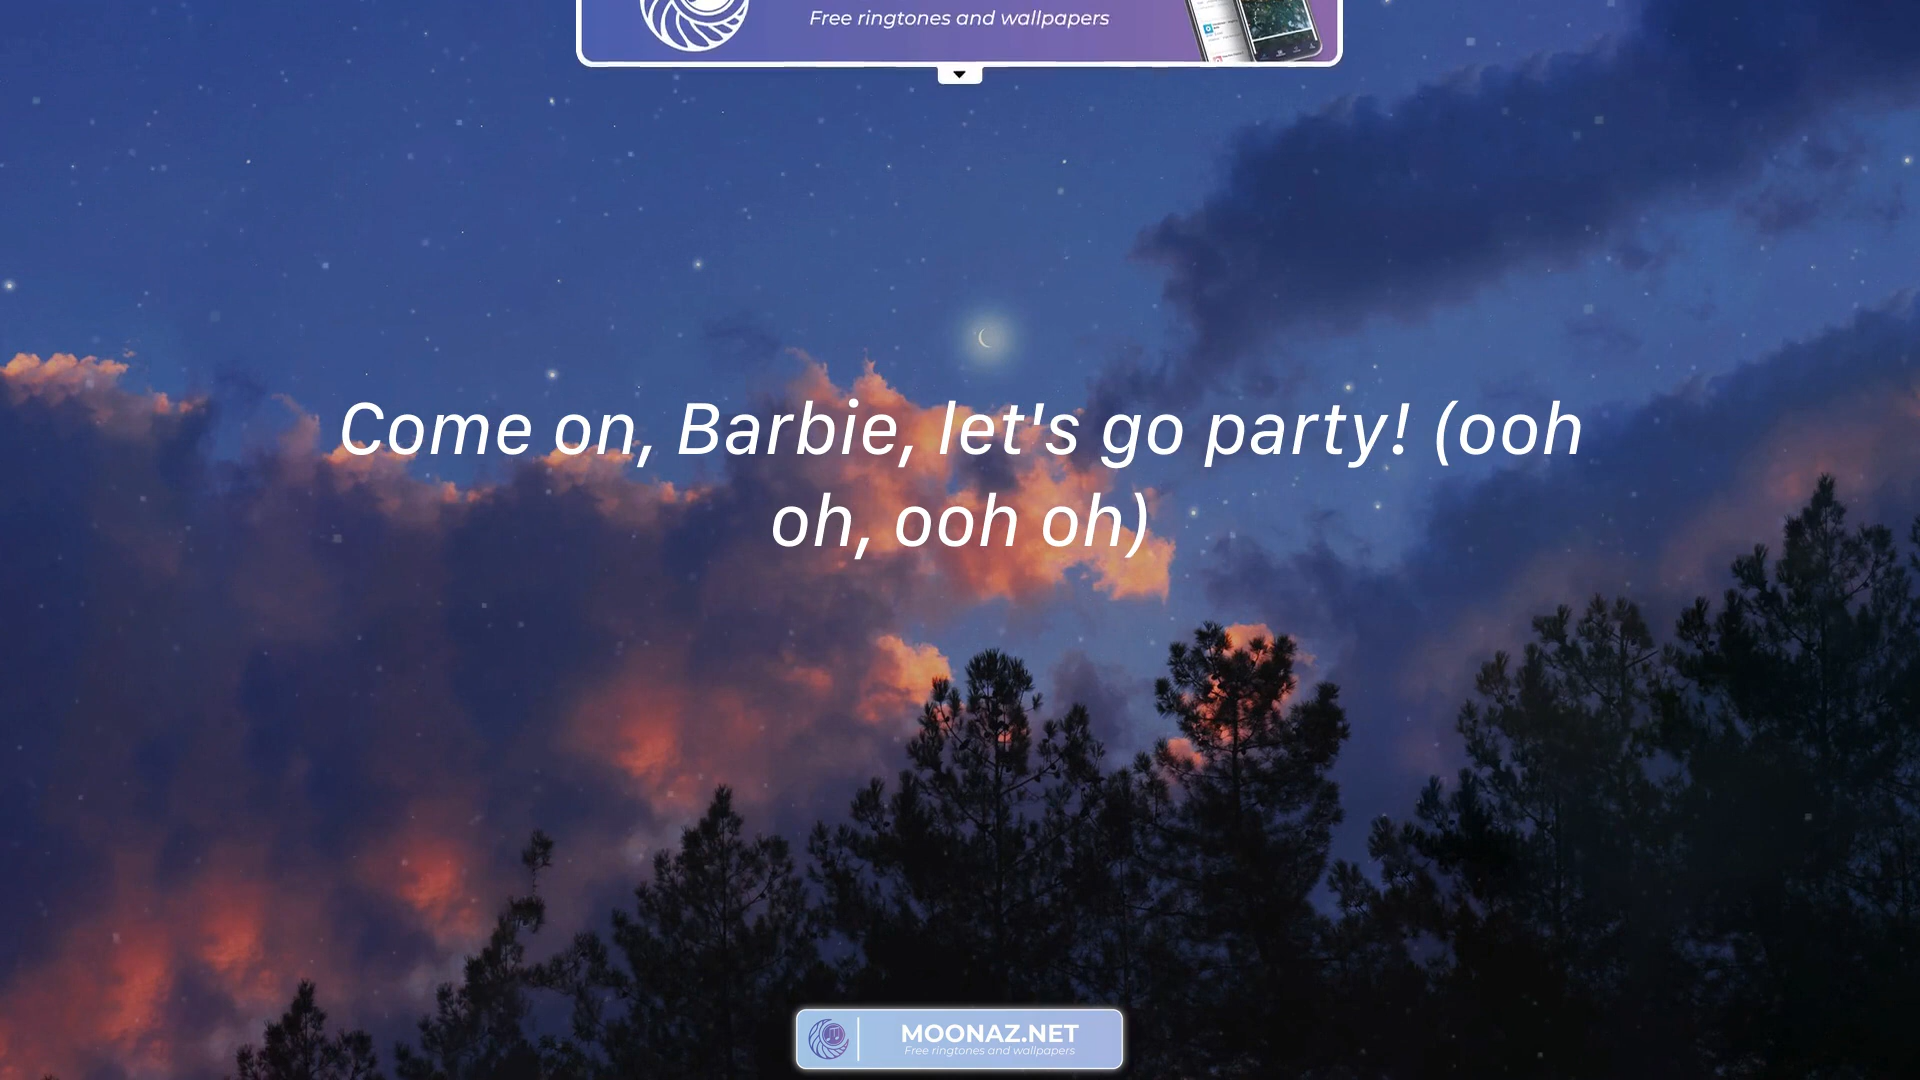 Free ringtones and wallpapers
Come on, Barbie, let's go party! (ooh
oh, ooh oh)
MOONAZ.NET
Free ringtones and wallpapers